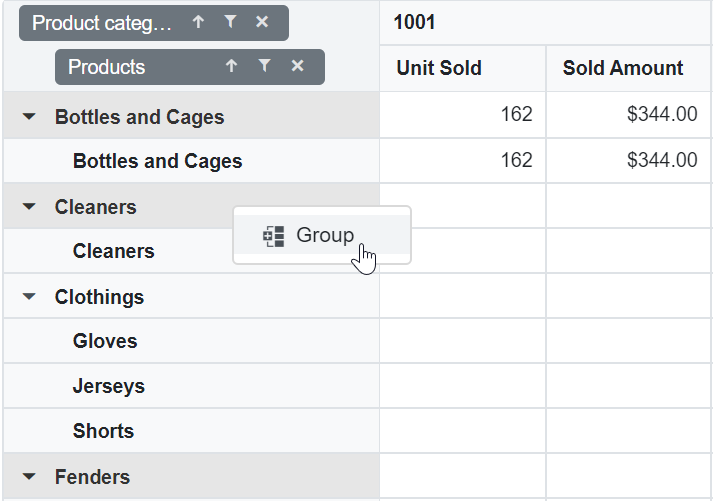 Product categ... 1001
Products Unit Sold Sold Amount
Bottles and Cages 162 $344.00
Bottles and Cages 162 $344.00
Cleaners
Group
Cleaners
Clothings
Gloves
Jerseys
Shorts
Fenders